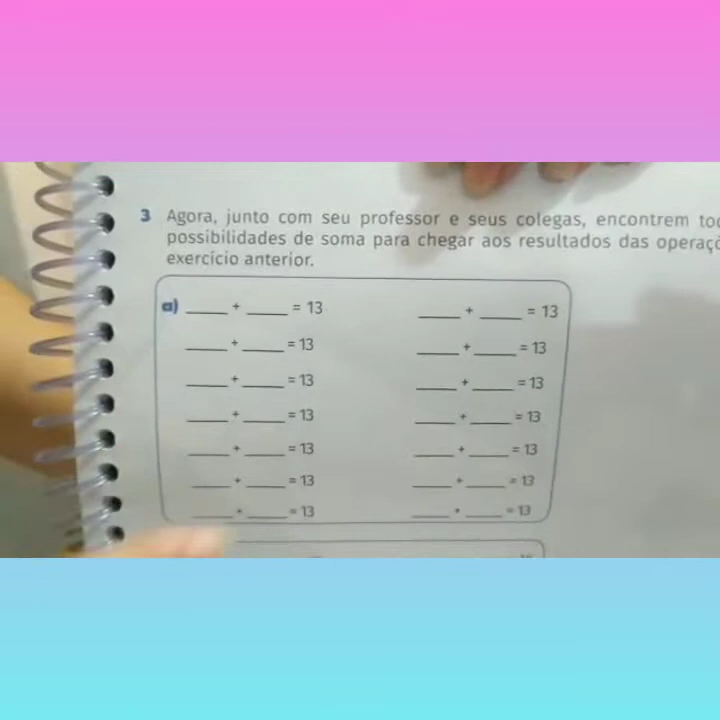 3 Agora, junto com seu professor e seus colegas, encontrem
possibilidades de soma para chegar aos resultados das
exercício anterior.
a) ____ + ____ = 13 ____ + ____ = 13
____ + ____ = 13 ____ + ____ = 13
____ + ____ = 13 ____ + ____ = 13
____ + ____ = 13 ____ + ____ = 13
____ + ____ = 13 ____ + ____ = 13
____ + ____ = 13 ____ + ____ = 13
____ + ____ = 13 ____ + ____ = 13